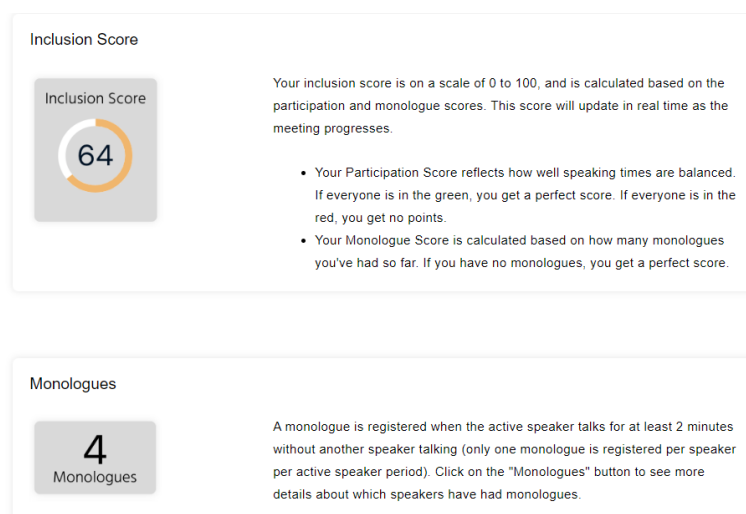 Inclusion Score
Inclusion Score
64
Your inclusion score is on a scale of 0 to 100, and is calculated based on the
participation and monologue scores. This score will update in real time as the
meeting progresses.
• Your Participation Score reflects how well speaking times are balanced.
If everyone is in the green, you get a perfect score. If everyone is in the
red, you get no points.
• Your Monologue Score is calculated based on how many monologues
you've had so far. If you have no monologues, you get a perfect score.
Monologues
4
Monologues
A monologue is registered when the active speaker talks for at least 2 minutes
without another speaker talking (only one monologue is registered per speaker
per active speaker period). Click on the "Monologues" button to see more
details about which speakers have had monologues.